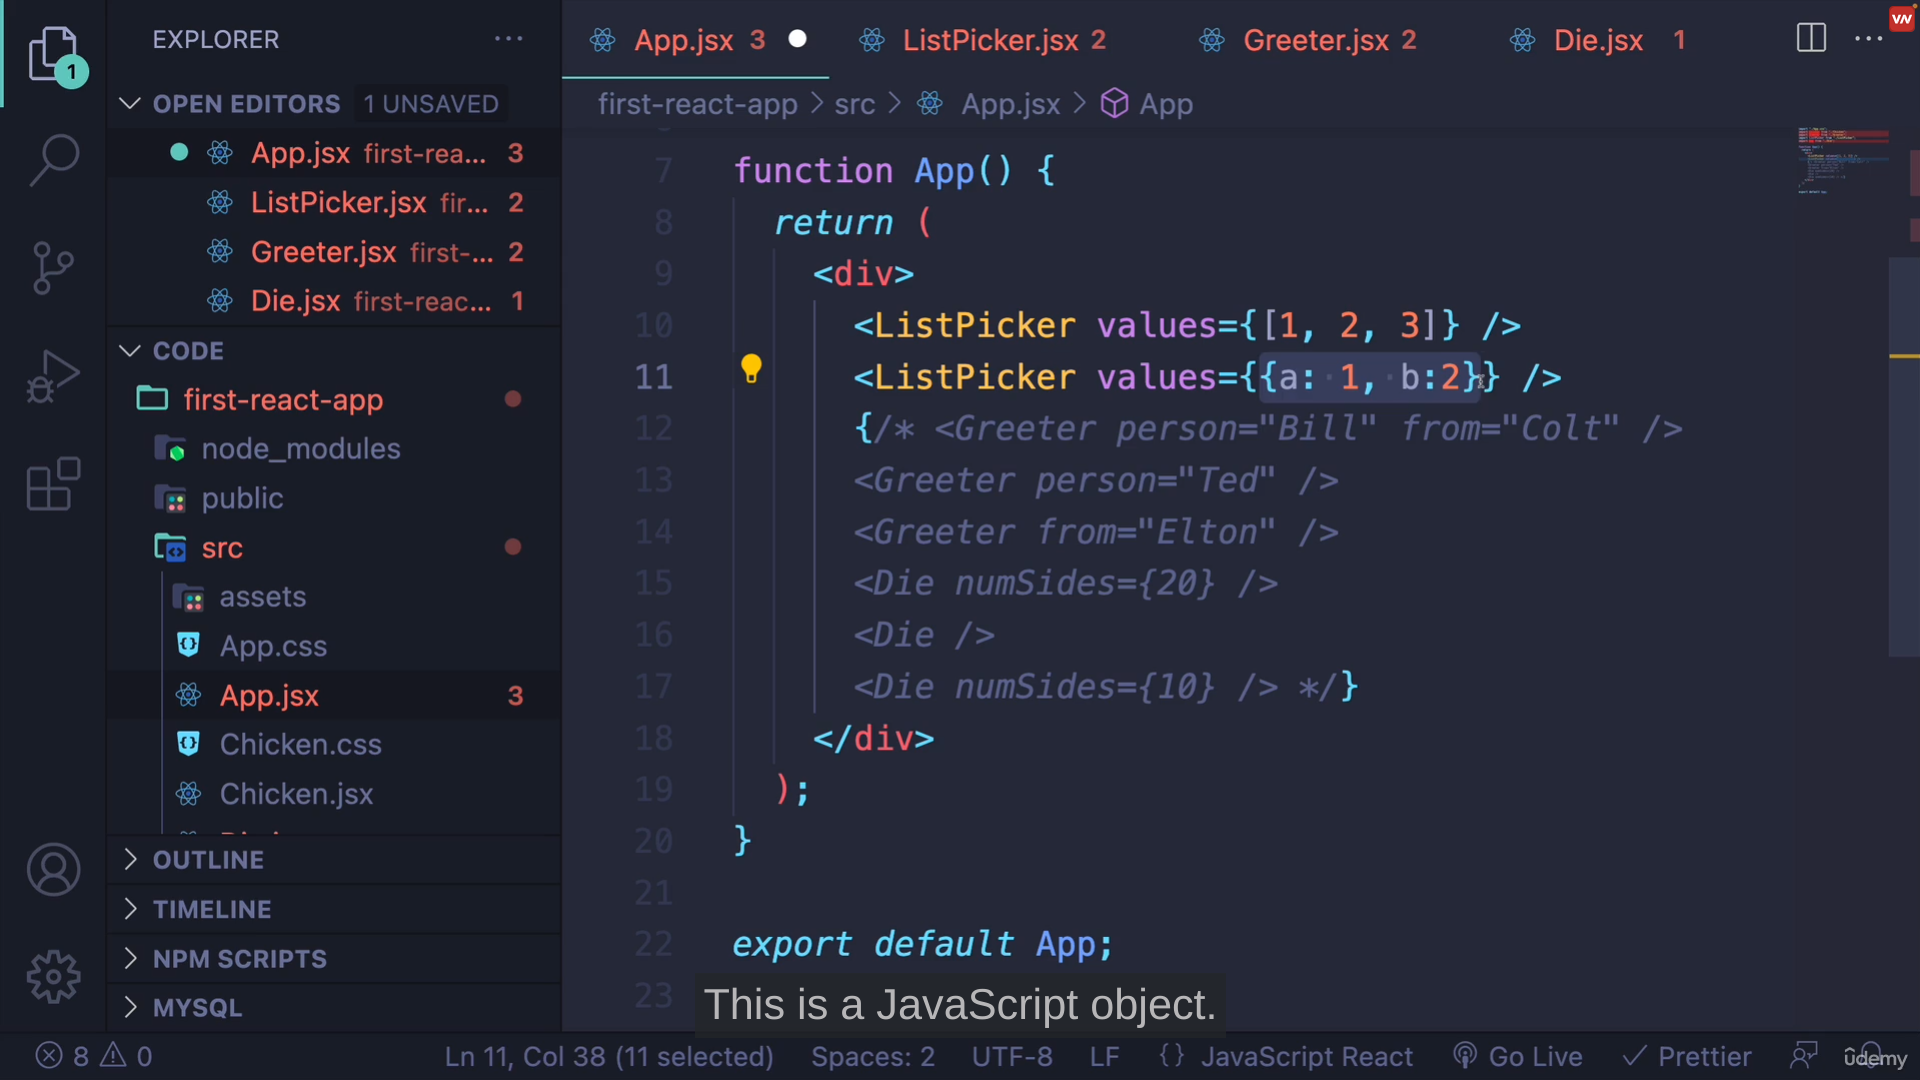 EXPLORER
OPEN EDITORS 1 UNSAVED
App.jsx first-rea... 3
ListPicker.jsx fir... 2
Greeter.jsx first-... 2
Die.jsx first-reac... 1
CODE
first-react-app
node_modules
public
src
assets
App.css
App.jsx 3
Chicken.css
Chicken.jsx
OUTLINE
TIMELINE
NPM SCRIPTS
MYSQL
1
App.jsx 3 ListPicker.jsx 2 Greeter.jsx 2 Die.jsx 1
first-react-app > src > App.jsx > App
7 function App() {
8 return (
9 <div>
10 <ListPicker values={[1, 2, 3]} />
11 <ListPicker values={{a: 1, b:2}} />
12 {/* <Greeter person="Bill" from="Colt" />
13 <Greeter person="Ted" />
14 <Greeter from="Elton" />
15 <Die numSides={20} />
16 <Die />
17 <Die numSides={10} /> */}
18 </div>
19 );
20 }
21
22 export default App;
23
This is a JavaScript object.
8 0 Ln 11, Col 38 (11 selected) Spaces: 2 UTF-8 LF {} JavaScript React Go Live Prettier
udemy